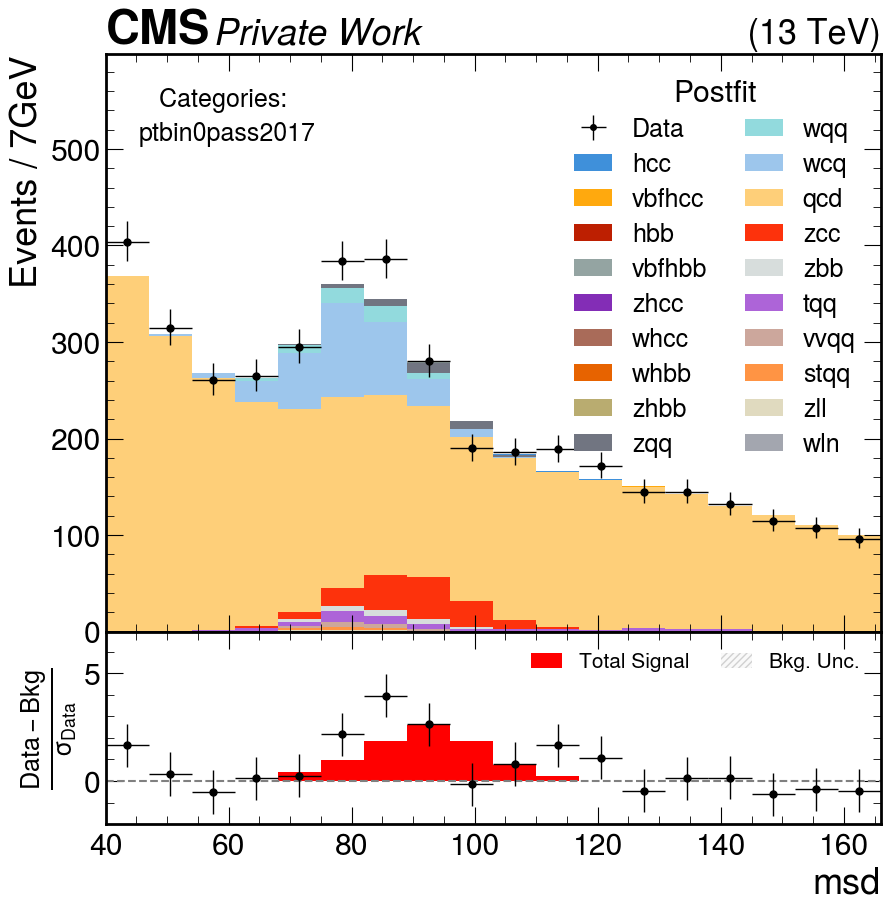 CMS Private Work (13 TeV)
Events / 7GeV
Categories:
ptbin0pass2017
Postfit
Data
hcc
vbfhcc
hbb
vbfhbb
zhcc
whcc
whbb
zhbb
zqq
wqq
wcq
qcd
zcc
zbb
tqq
vvqq
stqq
zll
wln
500
400
300
200
100
0
Total Signal
Bkg. Unc.
Data – Bkg
σData
5
0
40 60 80 100 120 140 160
msd